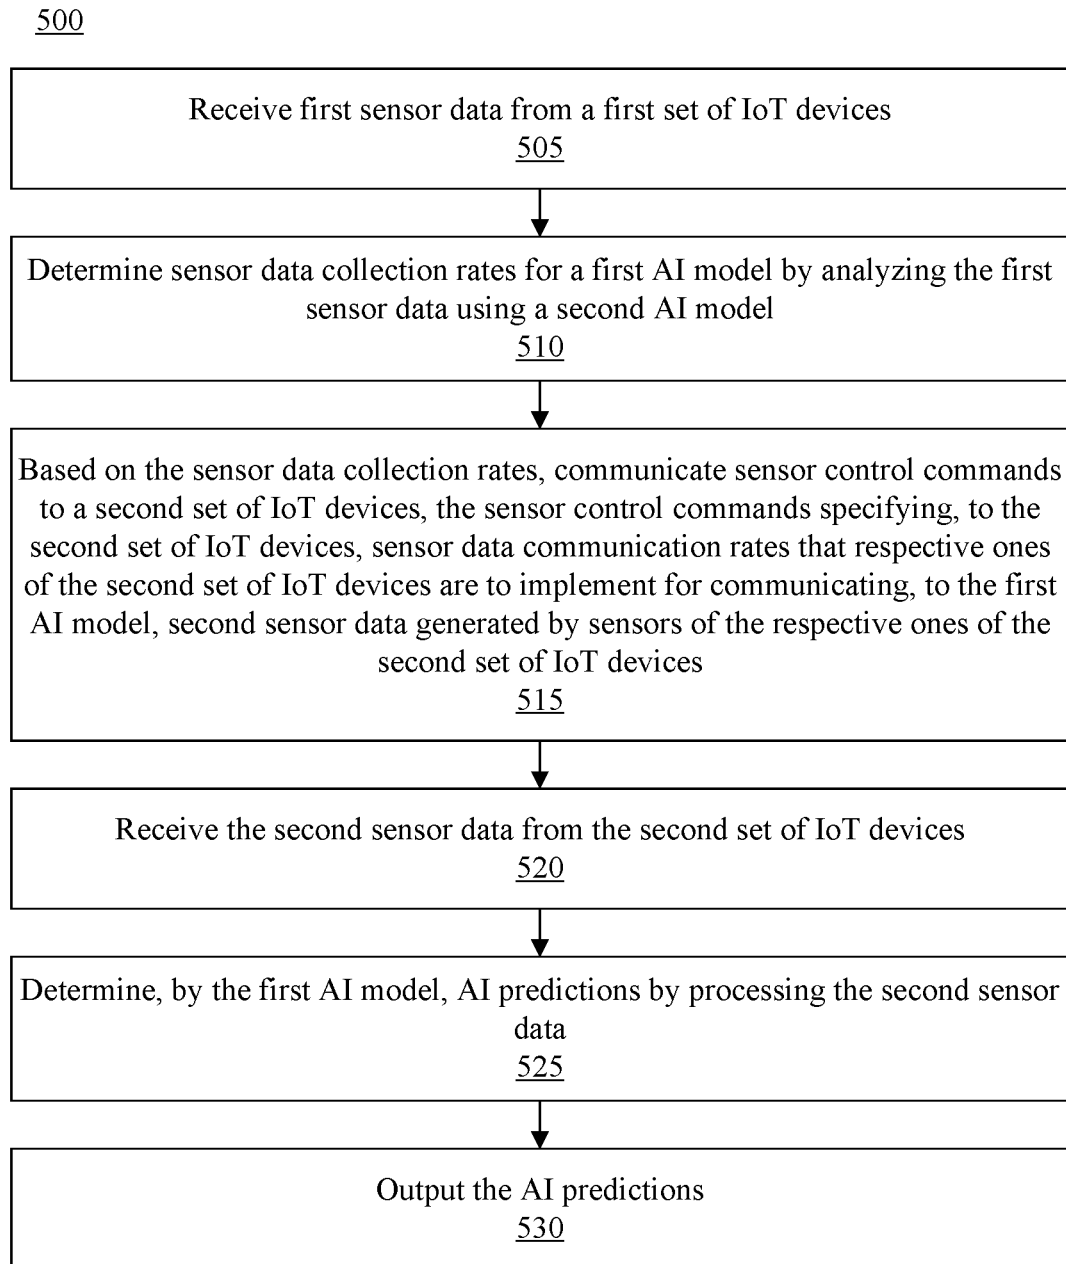 500
Receive first sensor data from a first set of IoT devices
505
Determine sensor data collection rates for a first AI model by analyzing the first
sensor data using a second AI model
510
Based on the sensor data collection rates, communicate sensor control commands
to a second set of IoT devices, the sensor control commands specifying, to the
second set of IoT devices, sensor data communication rates that respective ones
of the second set of IoT devices are to implement for communicating, to the first
AI model, second sensor data generated by sensors of the respective ones of the
second set of IoT devices
515
Receive the second sensor data from the second set of IoT devices
520
Determine, by the first AI model, AI predictions by processing the second sensor
data
525
Output the AI predictions
530